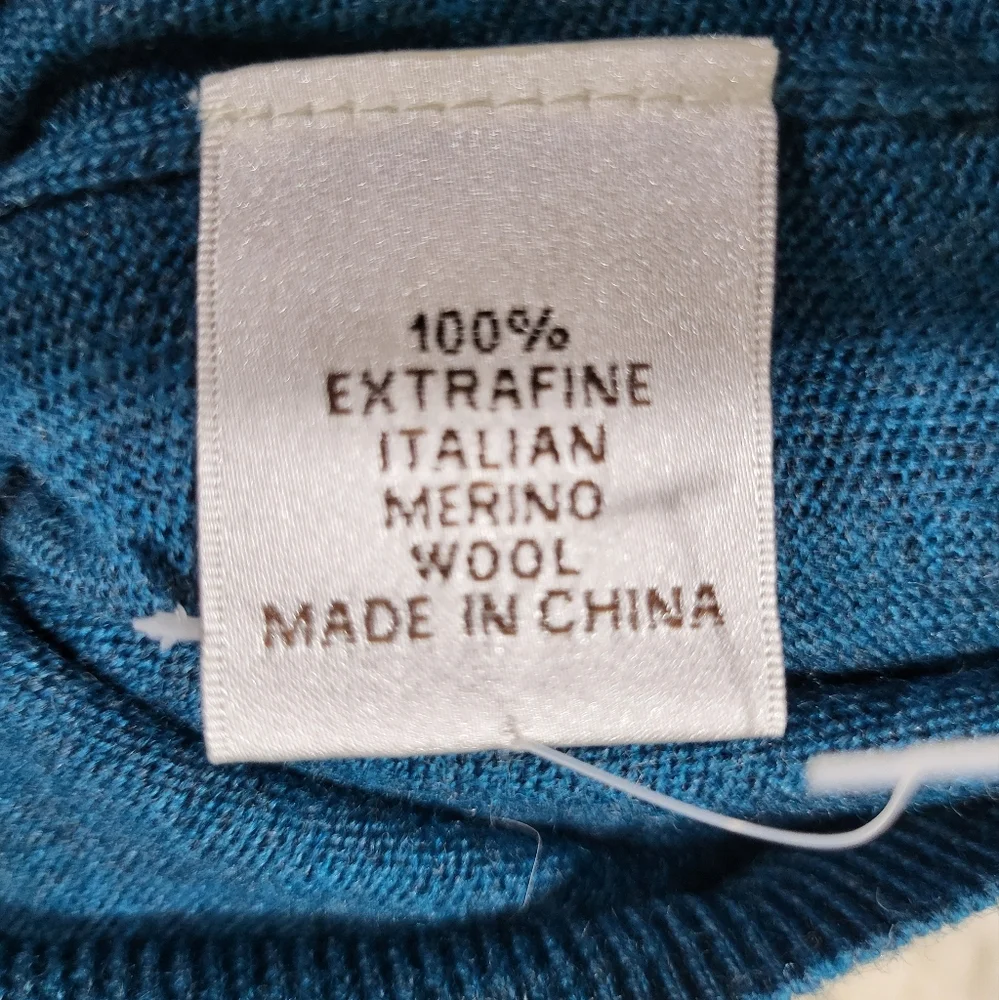 100%
EXTRAFINE
ITALIAN
MERINO
WOOL
MADE IN CHINA